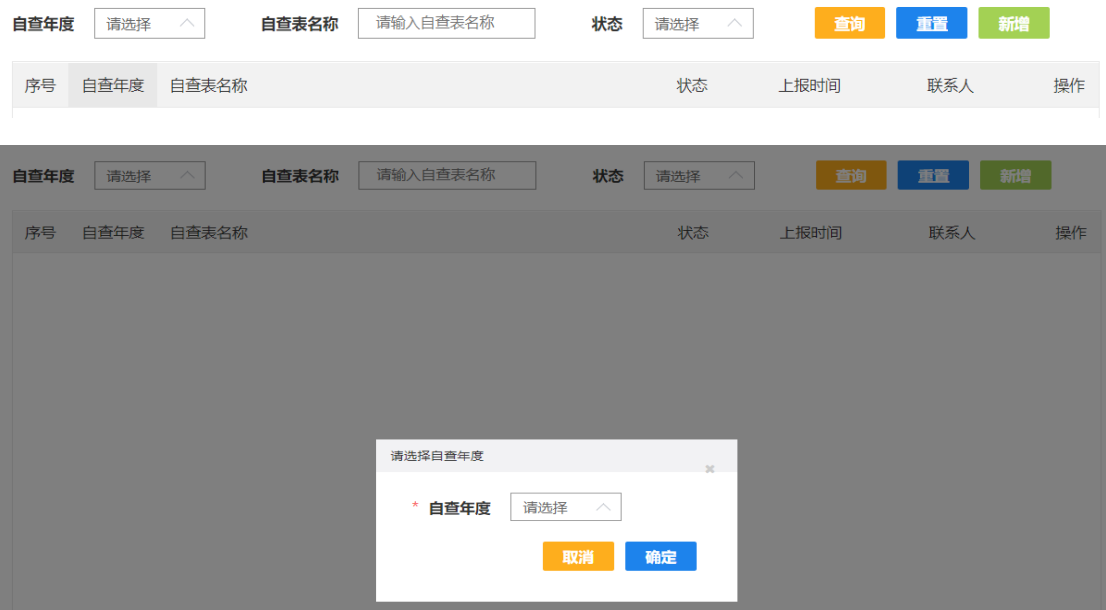 自查年度 请选择 自查表名称 请输入自查表名称 状态 请选择 查询 重置 新增
序号 自查年度 自查表名称 状态 上报时间 联系人 操作
自查年度 请选择 自查表名称 请输入自查表名称 状态 请选择 查询 重置 新增
序号 自查年度 自查表名称 状态 上报时间 联系人 操作
请选择自查年度
* 自查年度 请选择
取消 确定